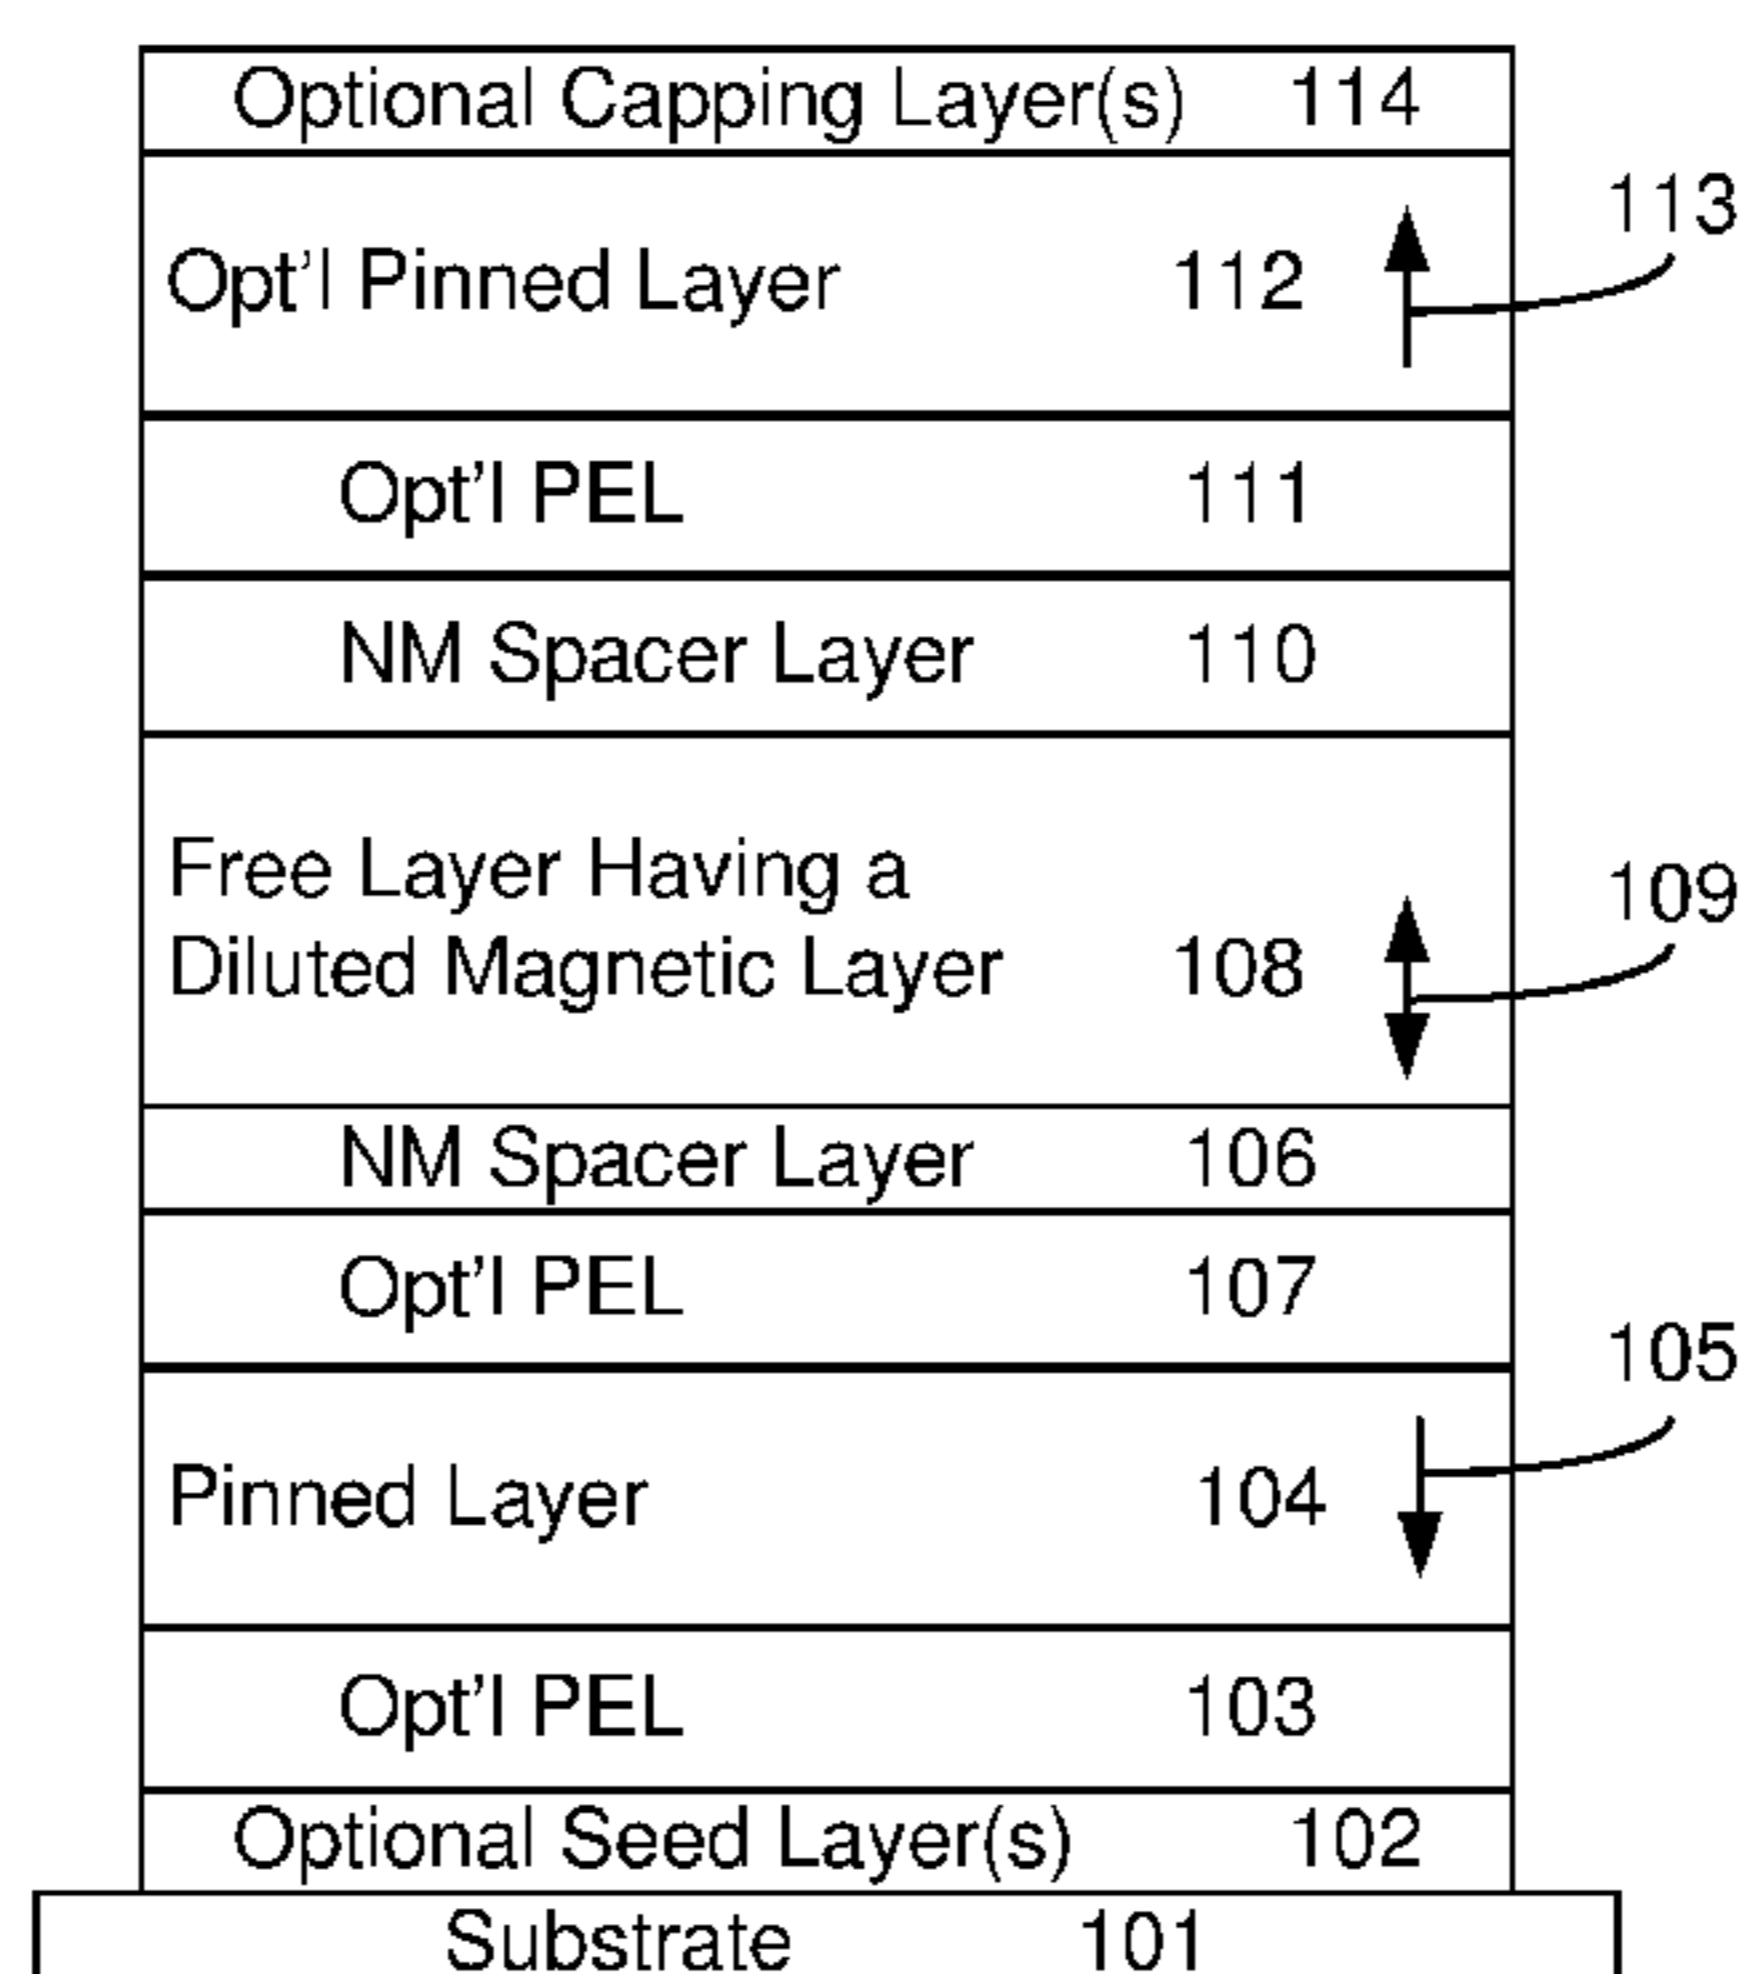 Optional Capping Layer(s) 114
113
Opt'l Pinned Layer 112
Opt'l PEL 111
NM Spacer Layer 110
Free Layer Having a
109
Diluted Magnetic Layer 108
NM Spacer Layer 106
Opt'l PEL 107
105
Pinned Layer 104
Opt'l PEL 103
Optional Seed Layer(s) 102
Substrate 101